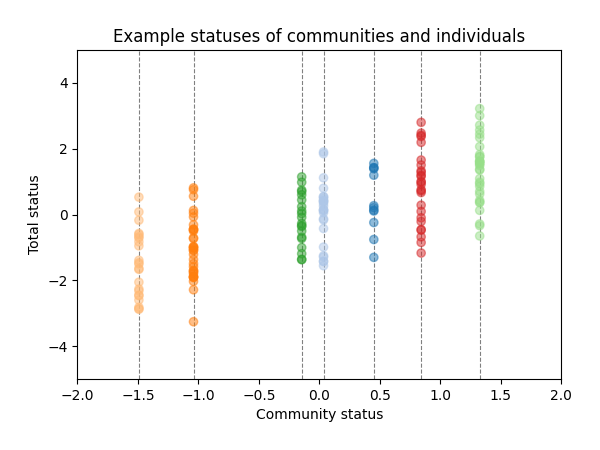 Example statuses of communities and individuals
Total status
4
2
0
−2
−4
−2.0 −1.5 −1.0 −0.5 0.0 0.5 1.0 1.5 2.0
Community status